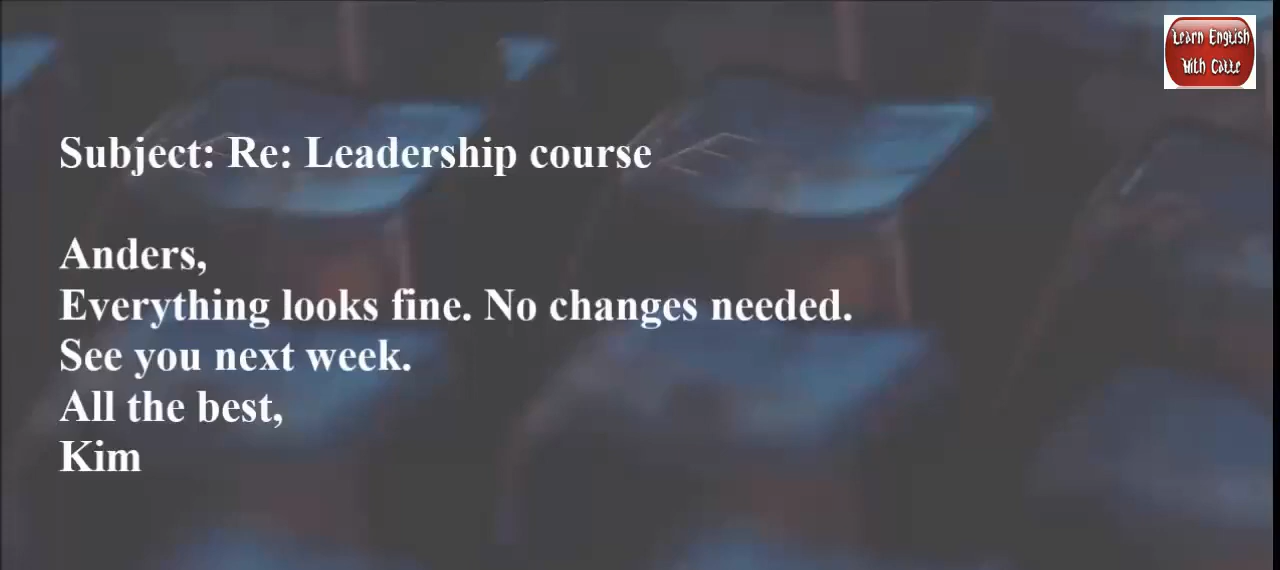 Learn English
With Catte
Subject: Re: Leadership course
Anders,
Everything looks fine. No changes needed.
See you next week.
All the best,
Kim